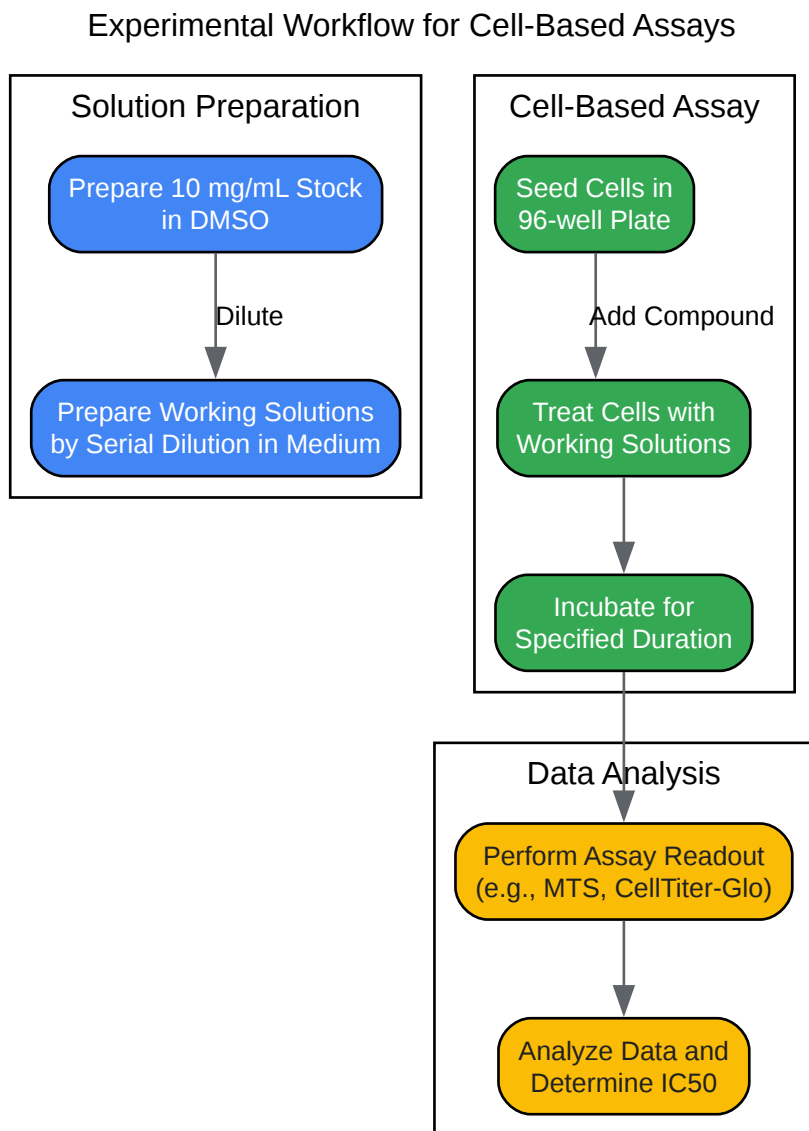 Experimental Workflow for Cell-Based Assays
Solution Preparation
Prepare 10 mg/mL Stock
in DMSO
Dilute
Prepare Working Solutions
by Serial Dilution in Medium
Cell-Based Assay
Seed Cells in
96-well Plate
Add Compound
Treat Cells with
Working Solutions
Incubate for
Specified Duration
Data Analysis
Perform Assay Readout
(e.g., MTS, CellTiter-Glo)
Analyze Data and
Determine IC50